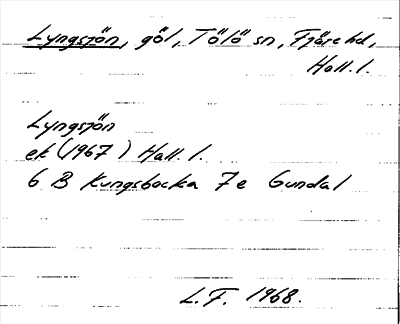 Lyngsjön, göl, Tölö sn, Fjäre hd,
Hall. l.
Lyngsjön
ek (1967) Hall. l.
6 B Kungsbacka 7e Gundal
L.F. 1968.